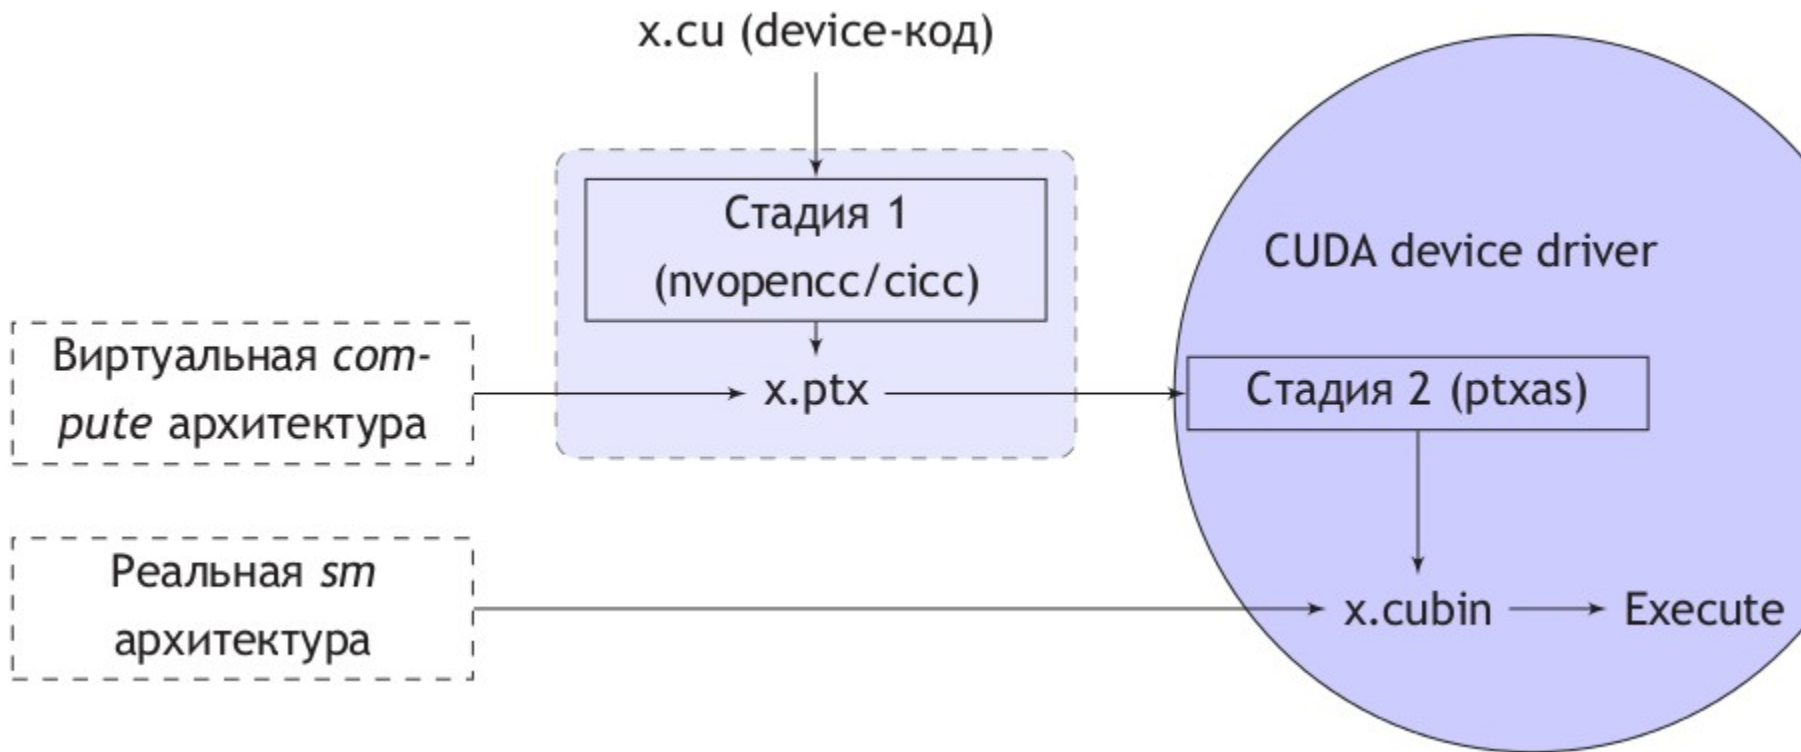 x.cu (device-код)
Стадия 1
(nvopencc/cicc)
CUDA device driver
Виртуальная com-
pute архитектура
x.ptx
Стадия 2 (ptxas)
Реальная sm
архитектура
x.cubin
Execute